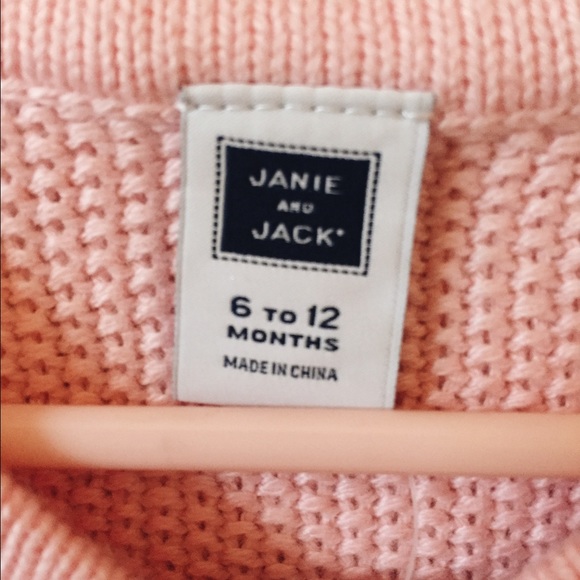 JANIE
AND
JACK®
6 TO 12
MONTHS
MADE IN CHINA